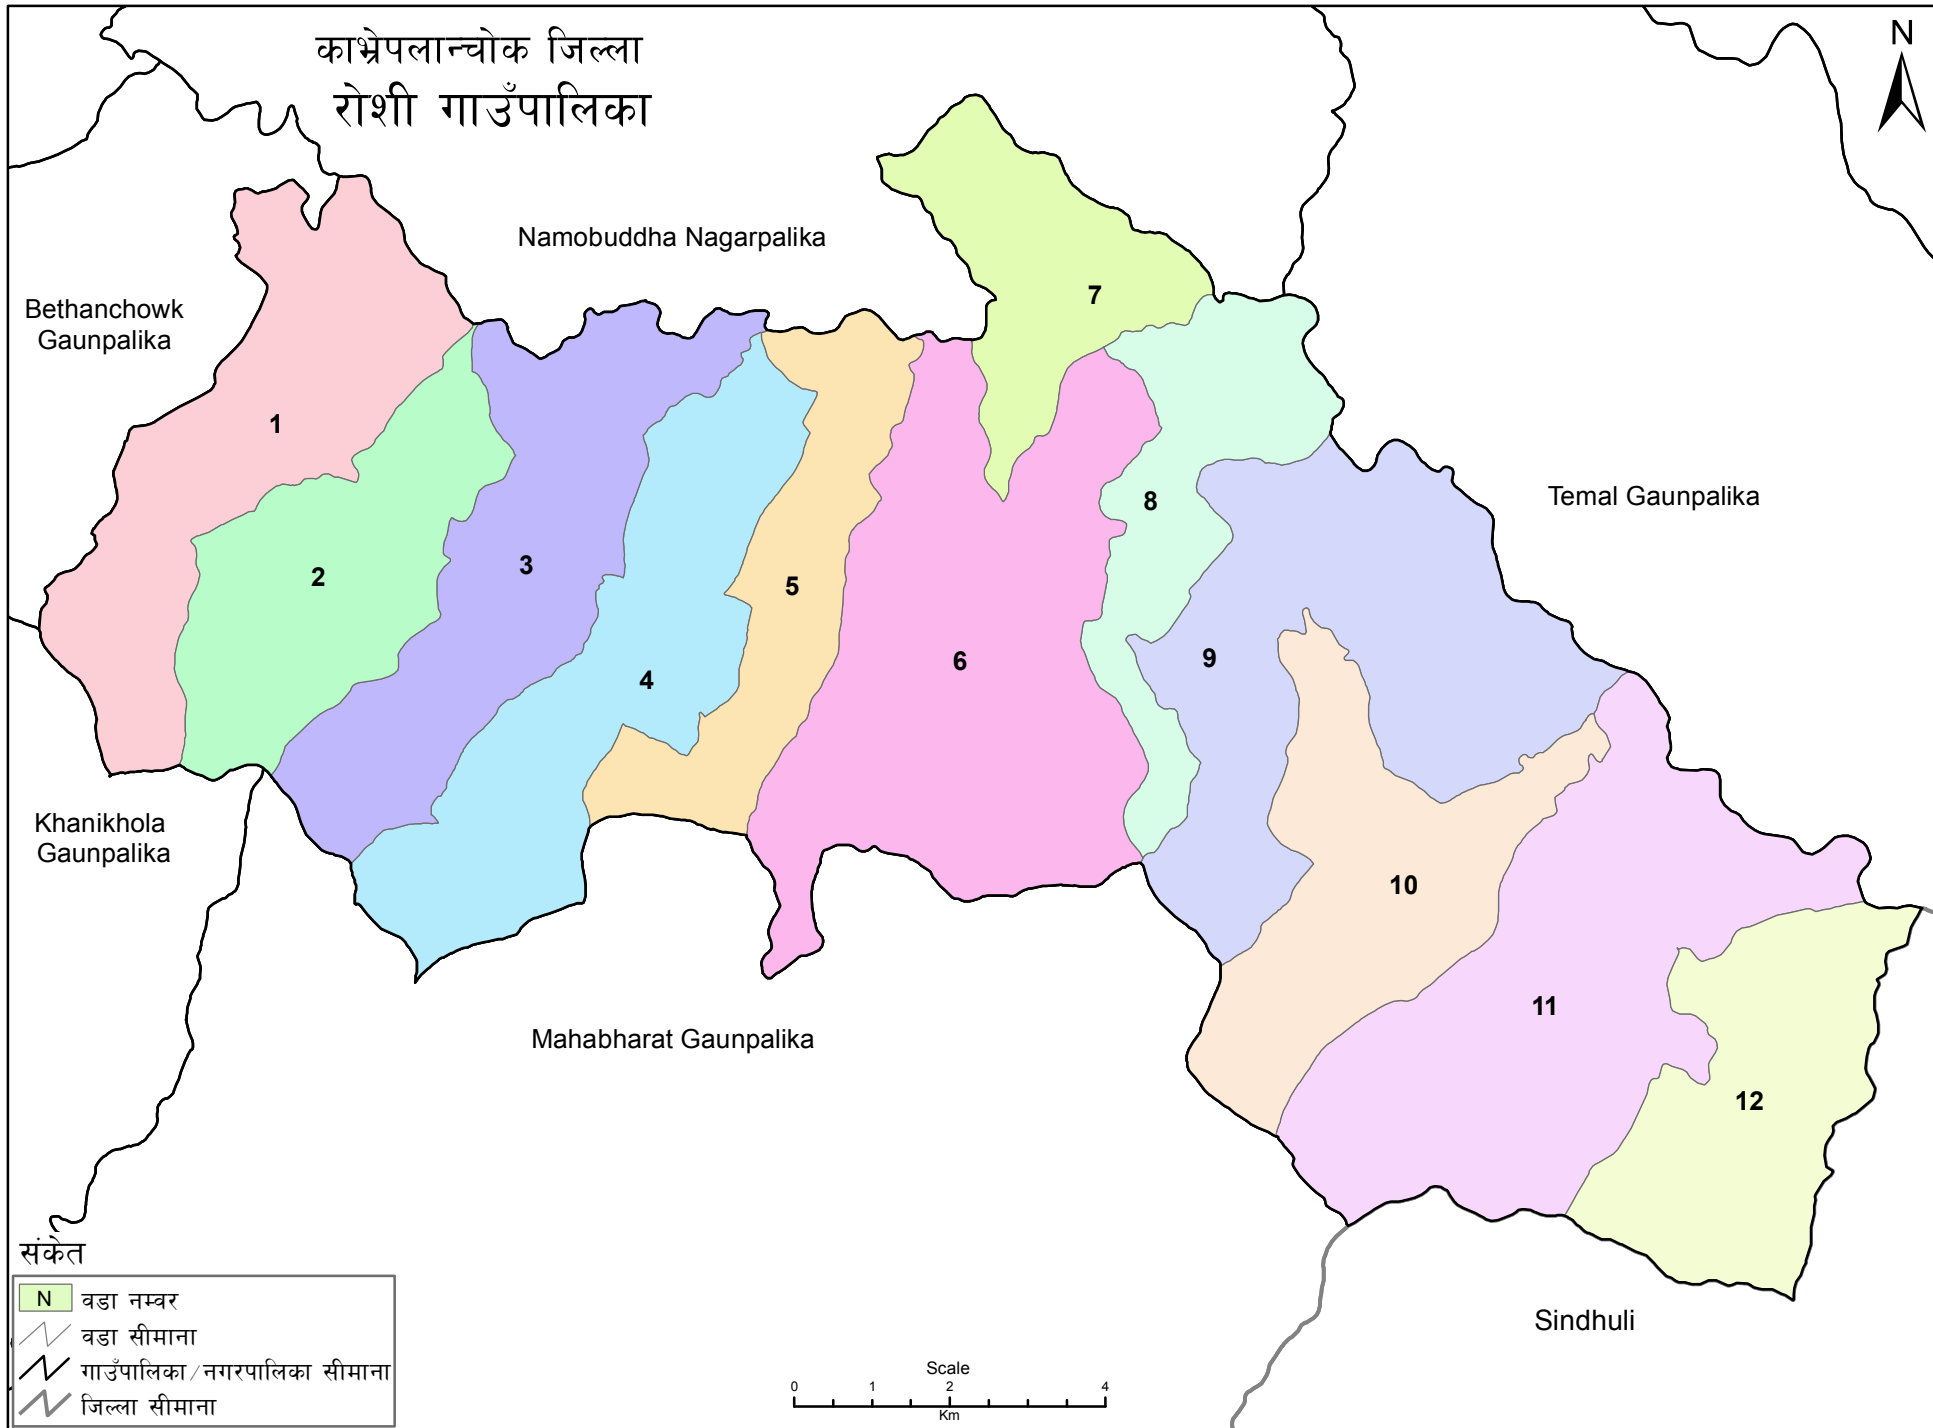 काभ्रेपलान्चोक जिल्ला
रोशी गाउँपालिका
N
Namobuddha Nagarpalika
7
Bethanchowk
Gaunpalika
1
Temal Gaunpalika
8
3
2
5
9
6
4
Khanikhola
Gaunpalika
10
11
Mahabharat Gaunpalika
12
संकेत
N वडा नम्वर
वडा सीमाना
गाउँपालिका/नगरपालिका सीमाना
जिल्ला सीमाना
Sindhuli
Scale
0 1 2 4
Km